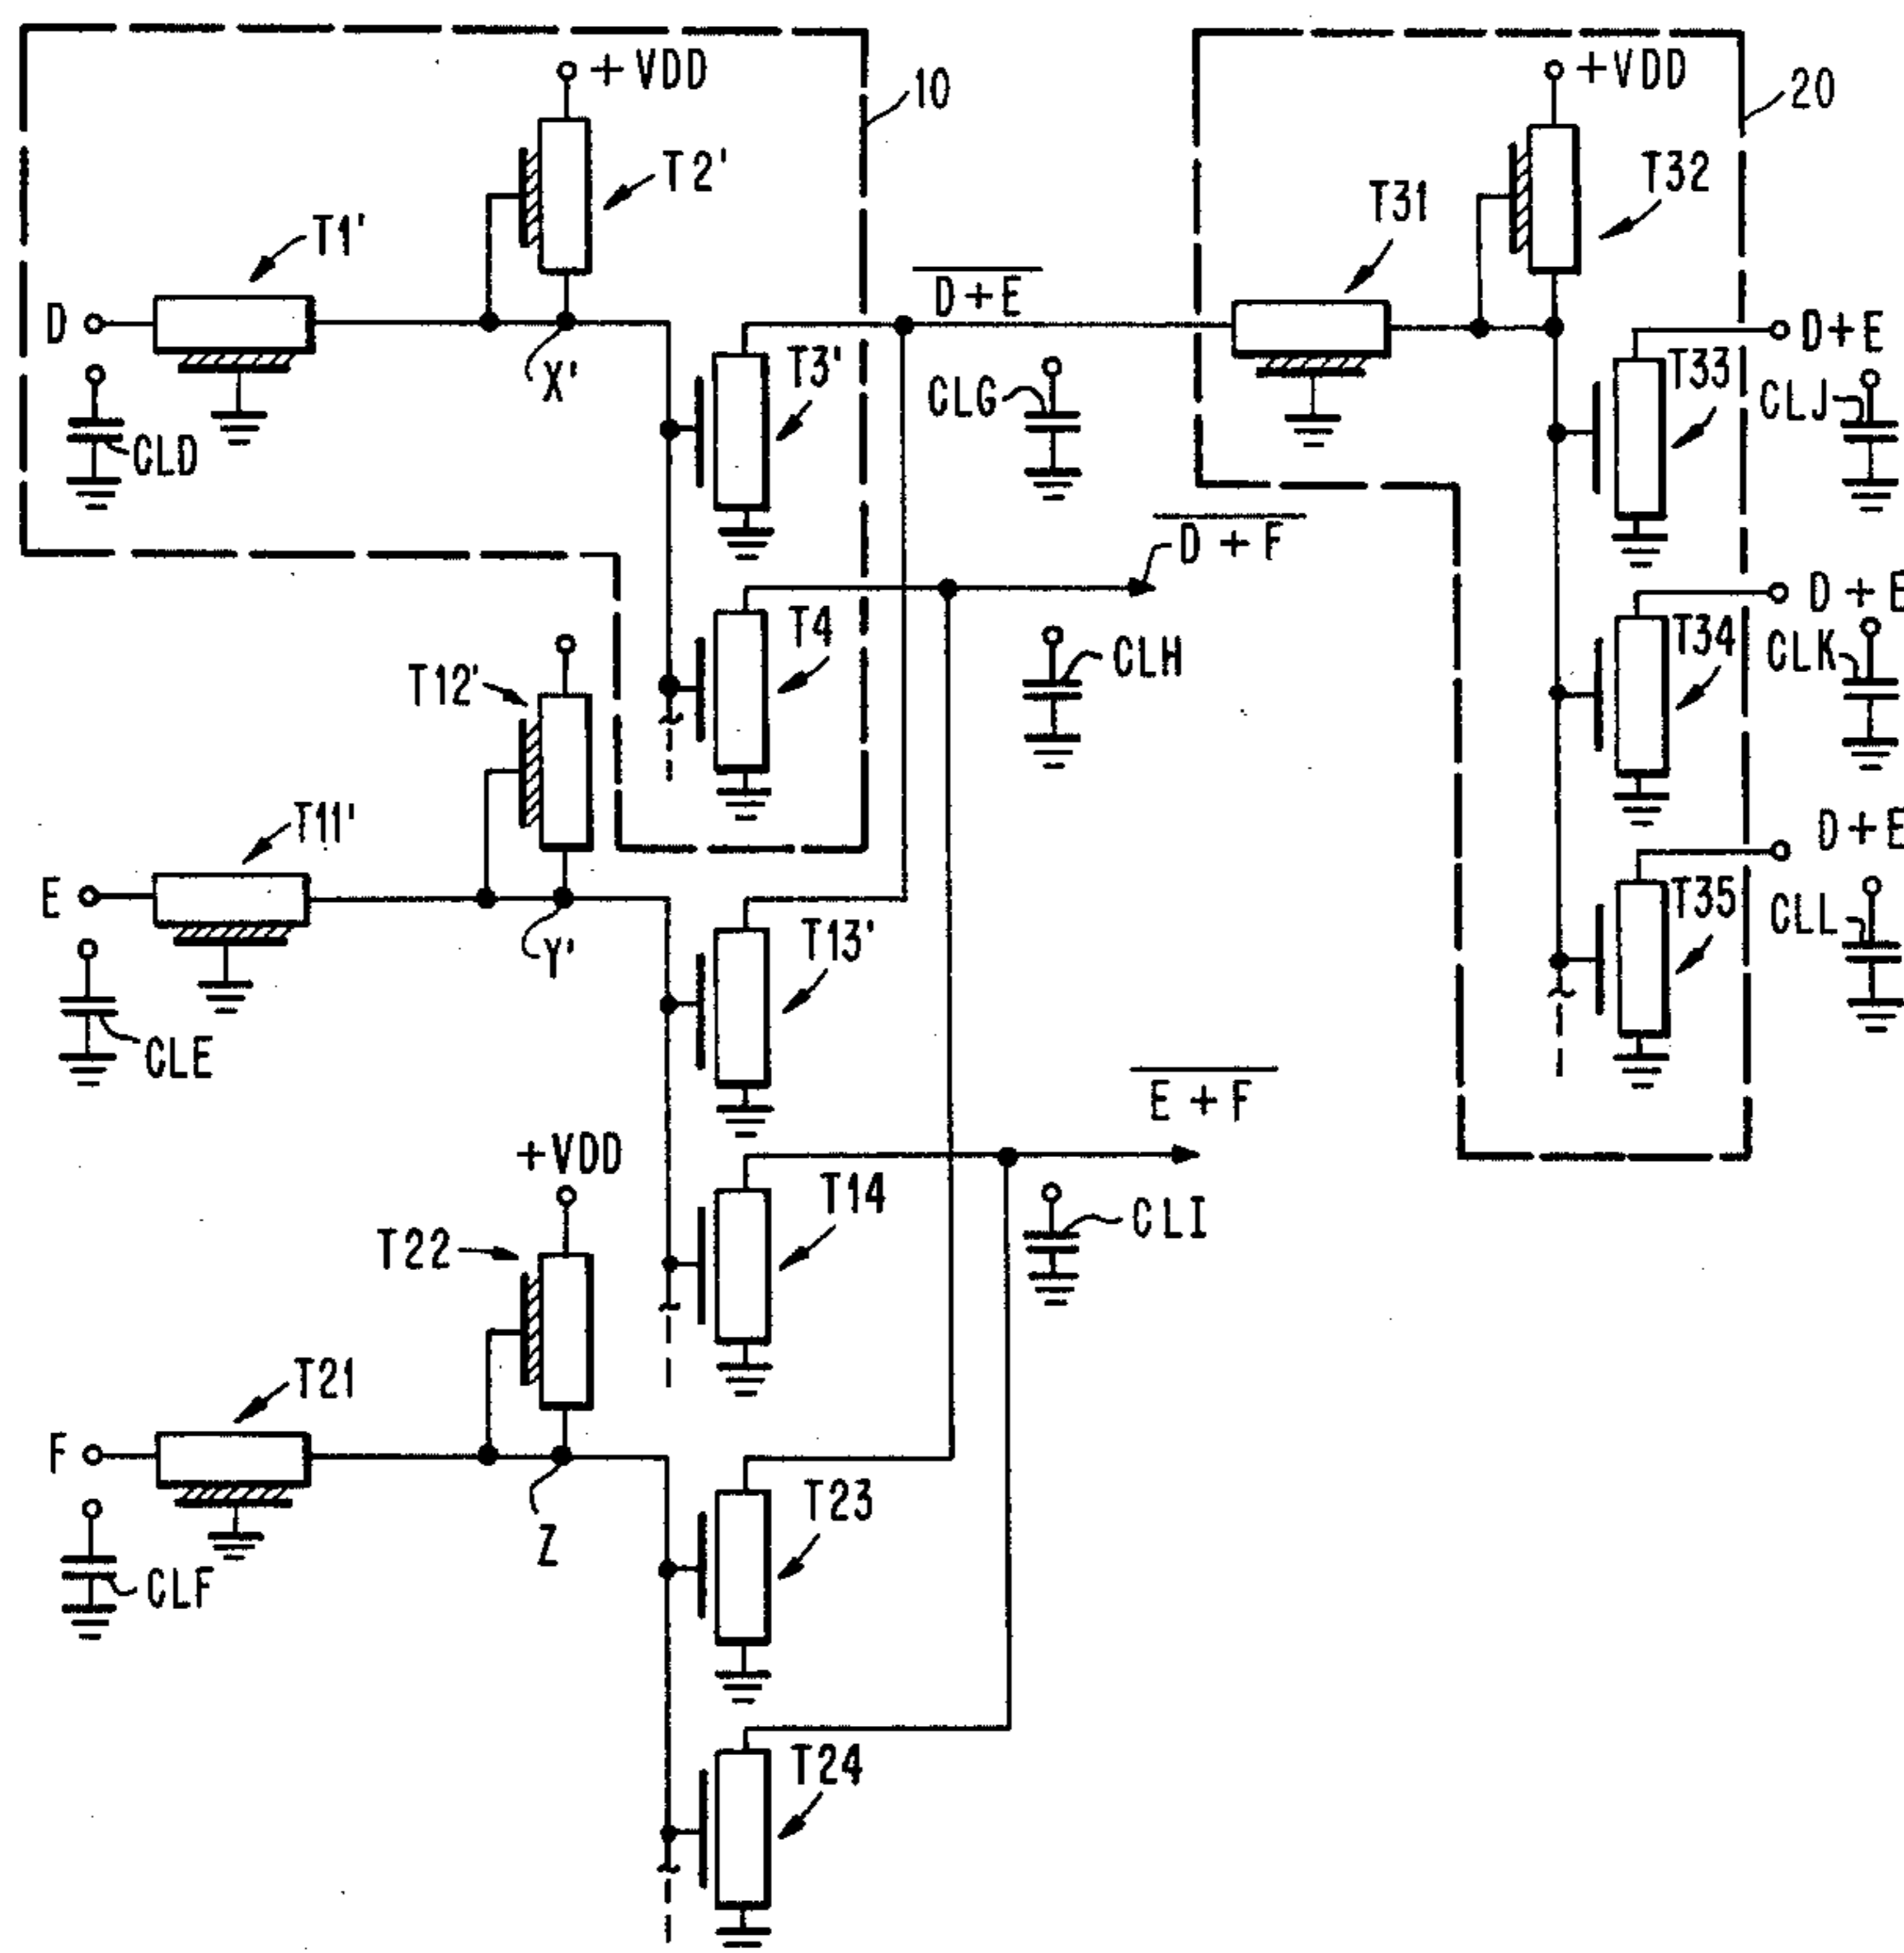 +VDD
10
+VDD
20
T2'
T32
T1'
T31
D
D+E
D+E
X'
T3'
T33
CLG
CLJ
CLD
D + F
D + E
T4
T34
T12'
CLH
CLK
T11'
D + E
E
T35
T13'
CLL
Y'
CLE
E + F
+VDD
T14
CLI
T22
T21
F
T23
Z
CLF
T24